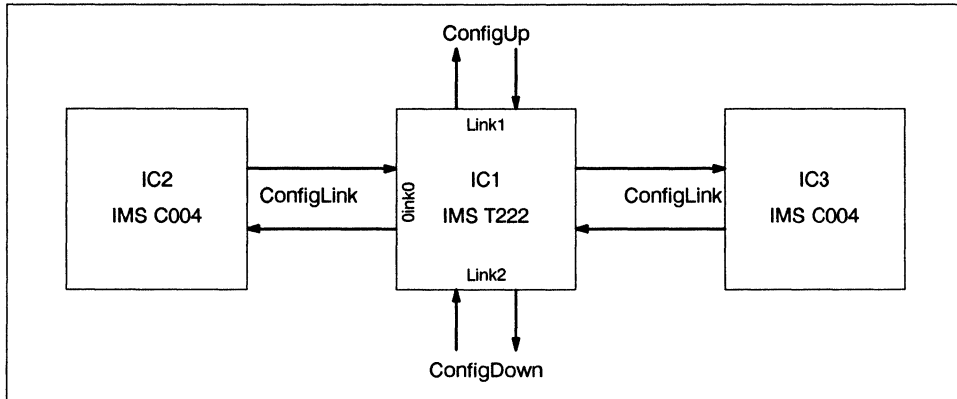 ConfigUp
Link1
IC2
IMS C004
ConfigLink
0ink0
IC1
IMS T222
ConfigLink
IC3
IMS C004
Link2
ConfigDown